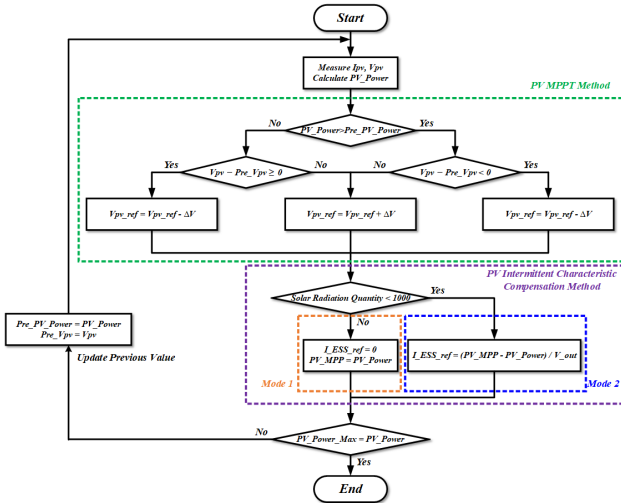 Start
Measure Ipv, Vpv
Calculate PV_Power
PV MPPT Method
No
PV_Power>Pre_PV_Power
Yes
Yes
Vpv − Pre_Vpv ≥ 0
No
No
Vpv − Pre_Vpv < 0
Yes
Vpv_ref = Vpv_ref - ΔV
Vpv_ref = Vpv_ref + ΔV
Vpv_ref = Vpv_ref - ΔV
PV Intermittent Characteristic
Compensation Method
Solar Radiation Quantity < 1000
Yes
No
Pre_PV_Power = PV_Power
Pre_Vpv = Vpv
Update Previous Value
I_ESS_ref = 0
PV_MPP = PV_Power
I_ESS_ref = (PV_MPP - PV_Power) / V_out
Mode 1
Mode 2
No
PV_Power_Max = PV_Power
Yes
End